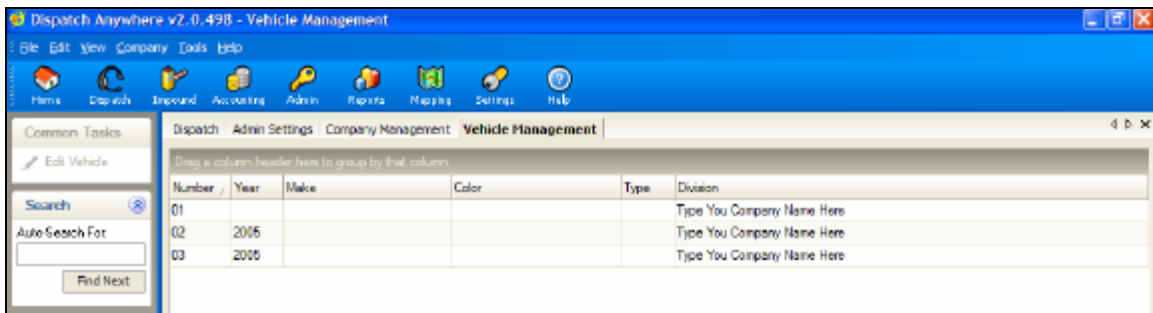 Dispatch Anywhere v2.0.498 - Vehicle Management
File Edit View Company Tools Help
Home Dispatch Impound Accounting Admin Reports Mapping Settings Help
Common Tasks
Edit Vehicle
Search
Auto-Search For:
Find Next
Dispatch Admin Settings Company Management Vehicle Management
Drag a column header here to group by that column
Number Year Make Color Type Division
01 Type You Company Name Here
02 2005 Type You Company Name Here
03 2005 Type You Company Name Here